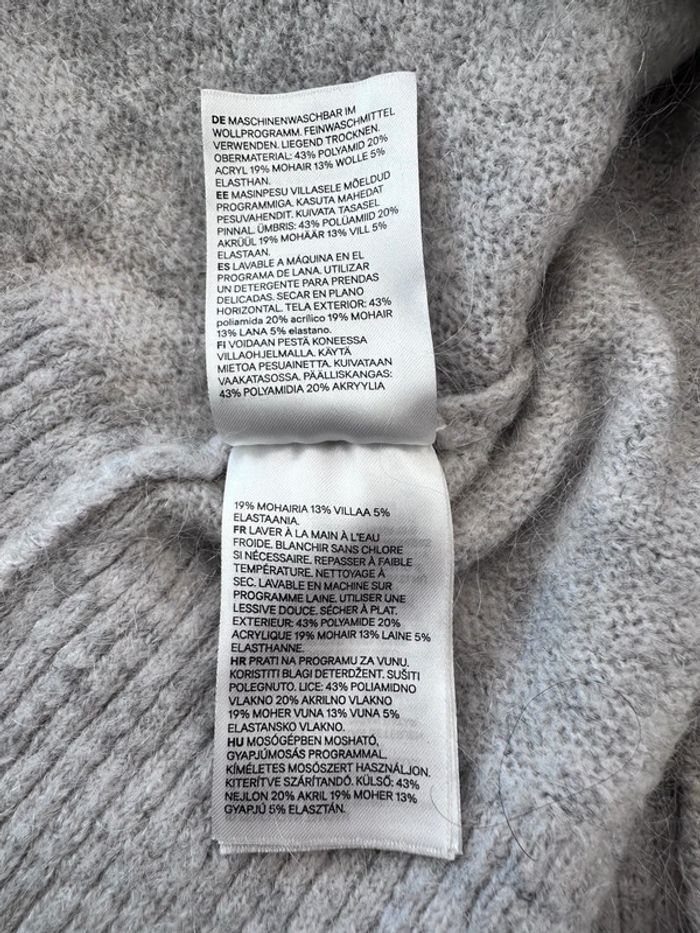 DE MASCHINENWASCHBAR IM
WOLLPROGRAMM. FEINWASCHMITTEL
VERWENDEN. LIEGEND TROCKNEN.
OBERMATERIAL: 43% POLYAMID 20%
ACRYL 19% MOHAIR 13% WOLLE 5%
ELASTHAN.
EE MASINPESU VILLASELE MÕELDUD
PROGRAMMIGA. KASUTA MAHEDAT
PESUVAHENDIT. KUIVATA TASASEL
PINNAL. ÜMBRIS: 43% POLÜAMIID 20%
AKRÜÜL 19% MOHÄÄR 13% VILL 5%
ELASTAAN.
ES LAVABLE A MÁQUINA EN EL
PROGRAMA DE LANA. UTILIZAR
UN DETERGENTE PARA PRENDAS
DELICADAS. SECAR EN PLANO
HORIZONTAL. TELA EXTERIOR: 43%
poliamida 20% acrílico 19% MOHAIR
13% LANA 5% elastano.
FI VOIDAAN PESTÄ KONEESSA
VILLAOHJELMALLA. KÄYTÄ
MIETOA PESUAINETTA. KUIVATAAN
VAAKATASOSSA. PÄÄLLISKANGAS:
43% POLYAMIDIA 20% AKRYYLIA
19% MOHAIRIA 13% VILLAA 5%
ELASTAANIA.
FR LAVER À LA MAIN À L'EAU
FROIDE. BLANCHIR SANS CHLORE
SI NÉCESSAIRE. REPASSER À FAIBLE
TEMPÉRATURE. NETTOYAGE À
SEC. LAVABLE EN MACHINE SUR
PROGRAMME LAINE. UTILISER UNE
LESSIVE DOUCE. SÉCHER À PLAT.
EXTERIEUR: 43% POLYAMIDE 20%
ACRYLIQUE 19% MOHAIR 13% LAINE 5%
ELASTHANNE.
HR PRATI NA PROGRAMU ZA VUNU.
KORISTITI BLAGI DETERDŽENT. SUŠITI
POLEGNUTO. LICE: 43% POLIAMIDNO
VLAKNO 20% AKRILNO VLAKNO
19% MOHER VUNA 13% VUNA 5%
ELASTANSKO VLAKNO.
HU MOSÓGÉPBEN MOSHATÓ,
GYAPJÚMOSÁS PROGRAMMAL.
KÍMÉLETES MOSÓSZERT HASZNÁLJON.
KITERÍTVE SZÁRÍTANDÓ. KÜLSŐ: 43%
NEJLON 20% AKRIL 19% MOHER 13%
GYAPJÚ 5% ELASZTÁN.